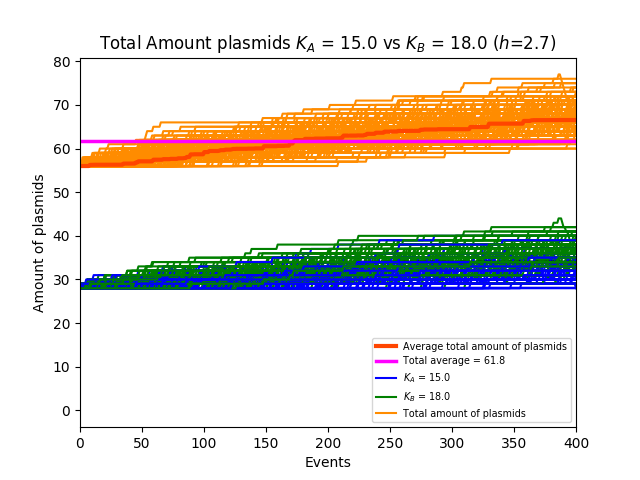 Total Amount plasmids K_A = 15.0 vs K_B = 18.0 (h=2.7)
Amount of plasmids
80
70
60
50
40
30
20
10
0
Average total amount of plasmids
Total average = 61.8
K_A = 15.0
K_B = 18.0
Total amount of plasmids
0 50 100 150 200 250 300 350 400
Events